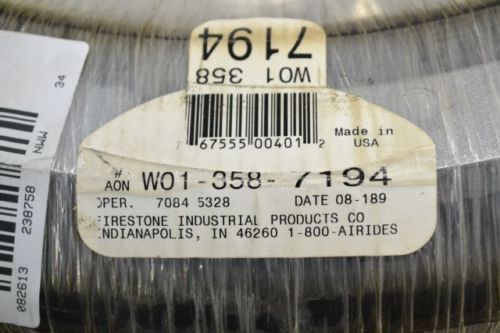 7194
W01 358
67555 00401 2
Made in
USA
#
AON W01-358-7194
OPER. 7084 5328 DATE 08-189
FIRESTONE INDUSTRIAL PRODUCTS CO
INDIANAPOLIS, IN 46260 1-800-AIRIDES
34
NWW
238758
082613